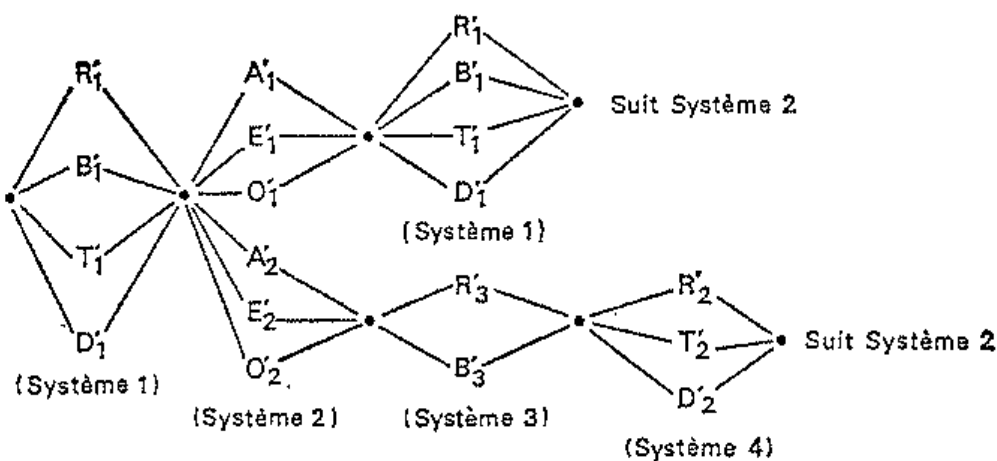 R′1
B′1
T′1
D′1
(Système 1)
A′1
E′1
O′1
A′2
E′2
O′2
(Système 2)
R′1
B′1
T′1
D′1
(Système 1)
Suit Système 2
R′3
B′3
(Système 3)
R′2
T′2
D′2
(Système 4)
Suit Système 2